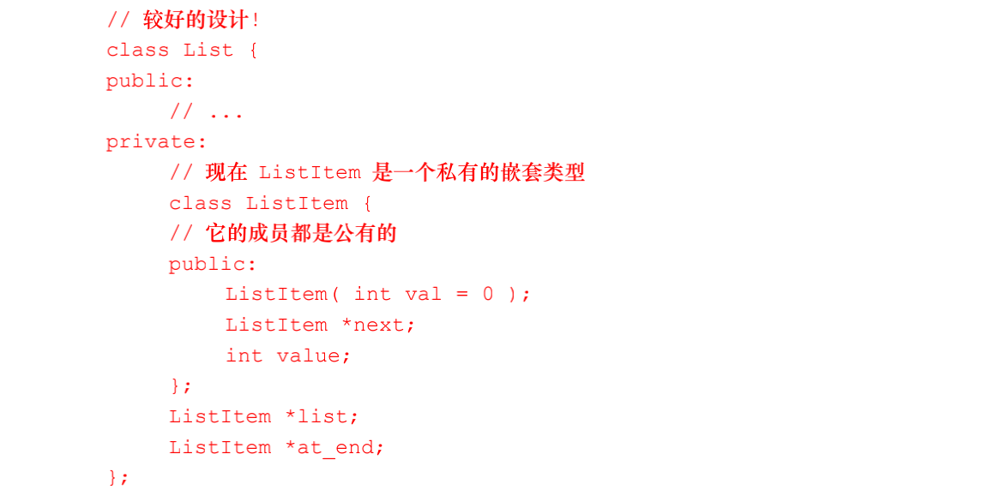 // 较好的设计!
class List {
public:
// ...
private:
// 现在 ListItem 是一个私有的嵌套类型
class ListItem {
// 它的成员都是公有的
public:
ListItem( int val = 0 );
ListItem *next;
int value;
};
ListItem *list;
ListItem *at_end;
};